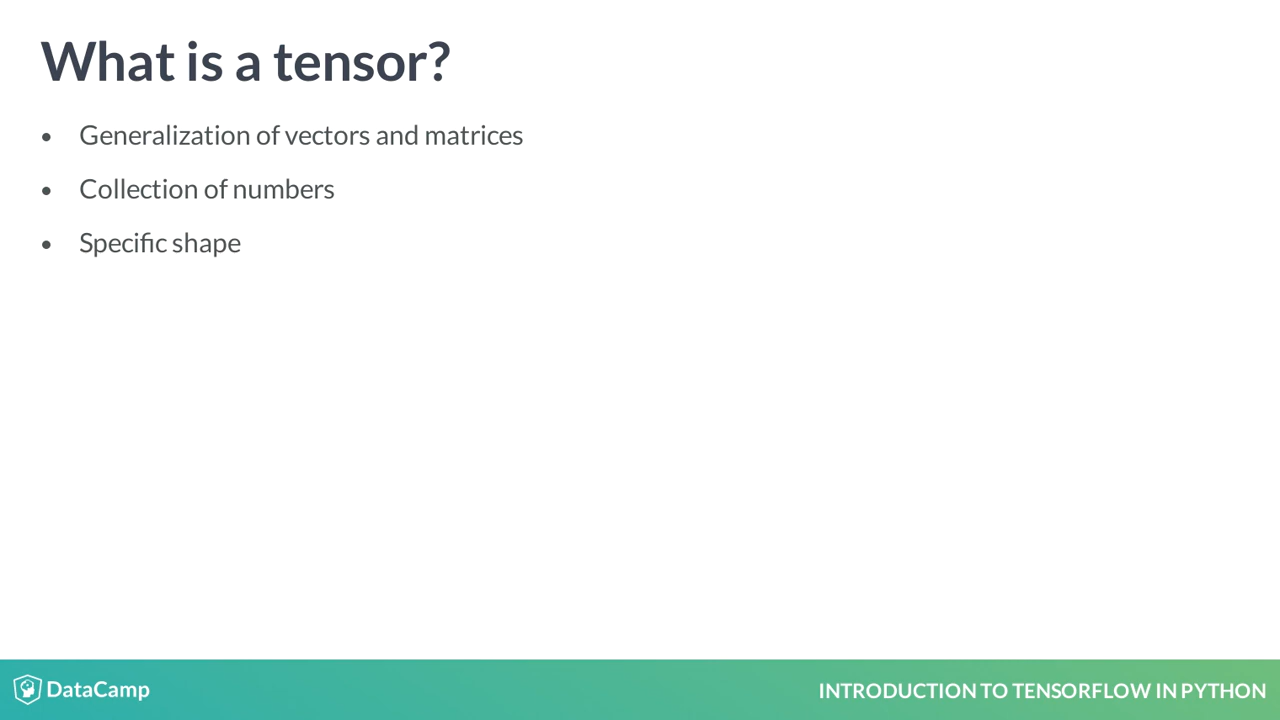 What is a tensor?
• Generalization of vectors and matrices
• Collection of numbers
• Specific shape
DataCamp
INTRODUCTION TO TENSORFLOW IN PYTHON